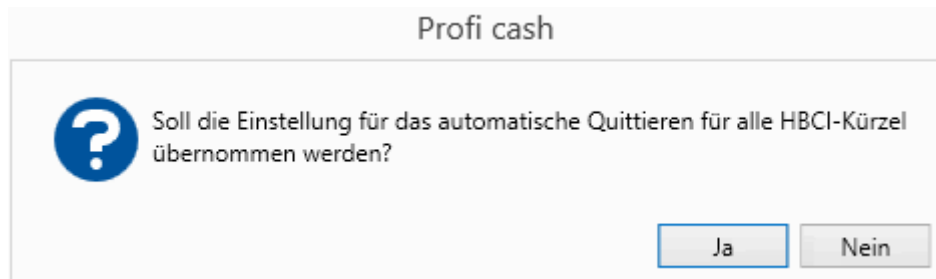 Profi cash
Soll die Einstellung für das automatische Quittieren für alle HBCI-Kürzel
übernommen werden?
Ja
Nein